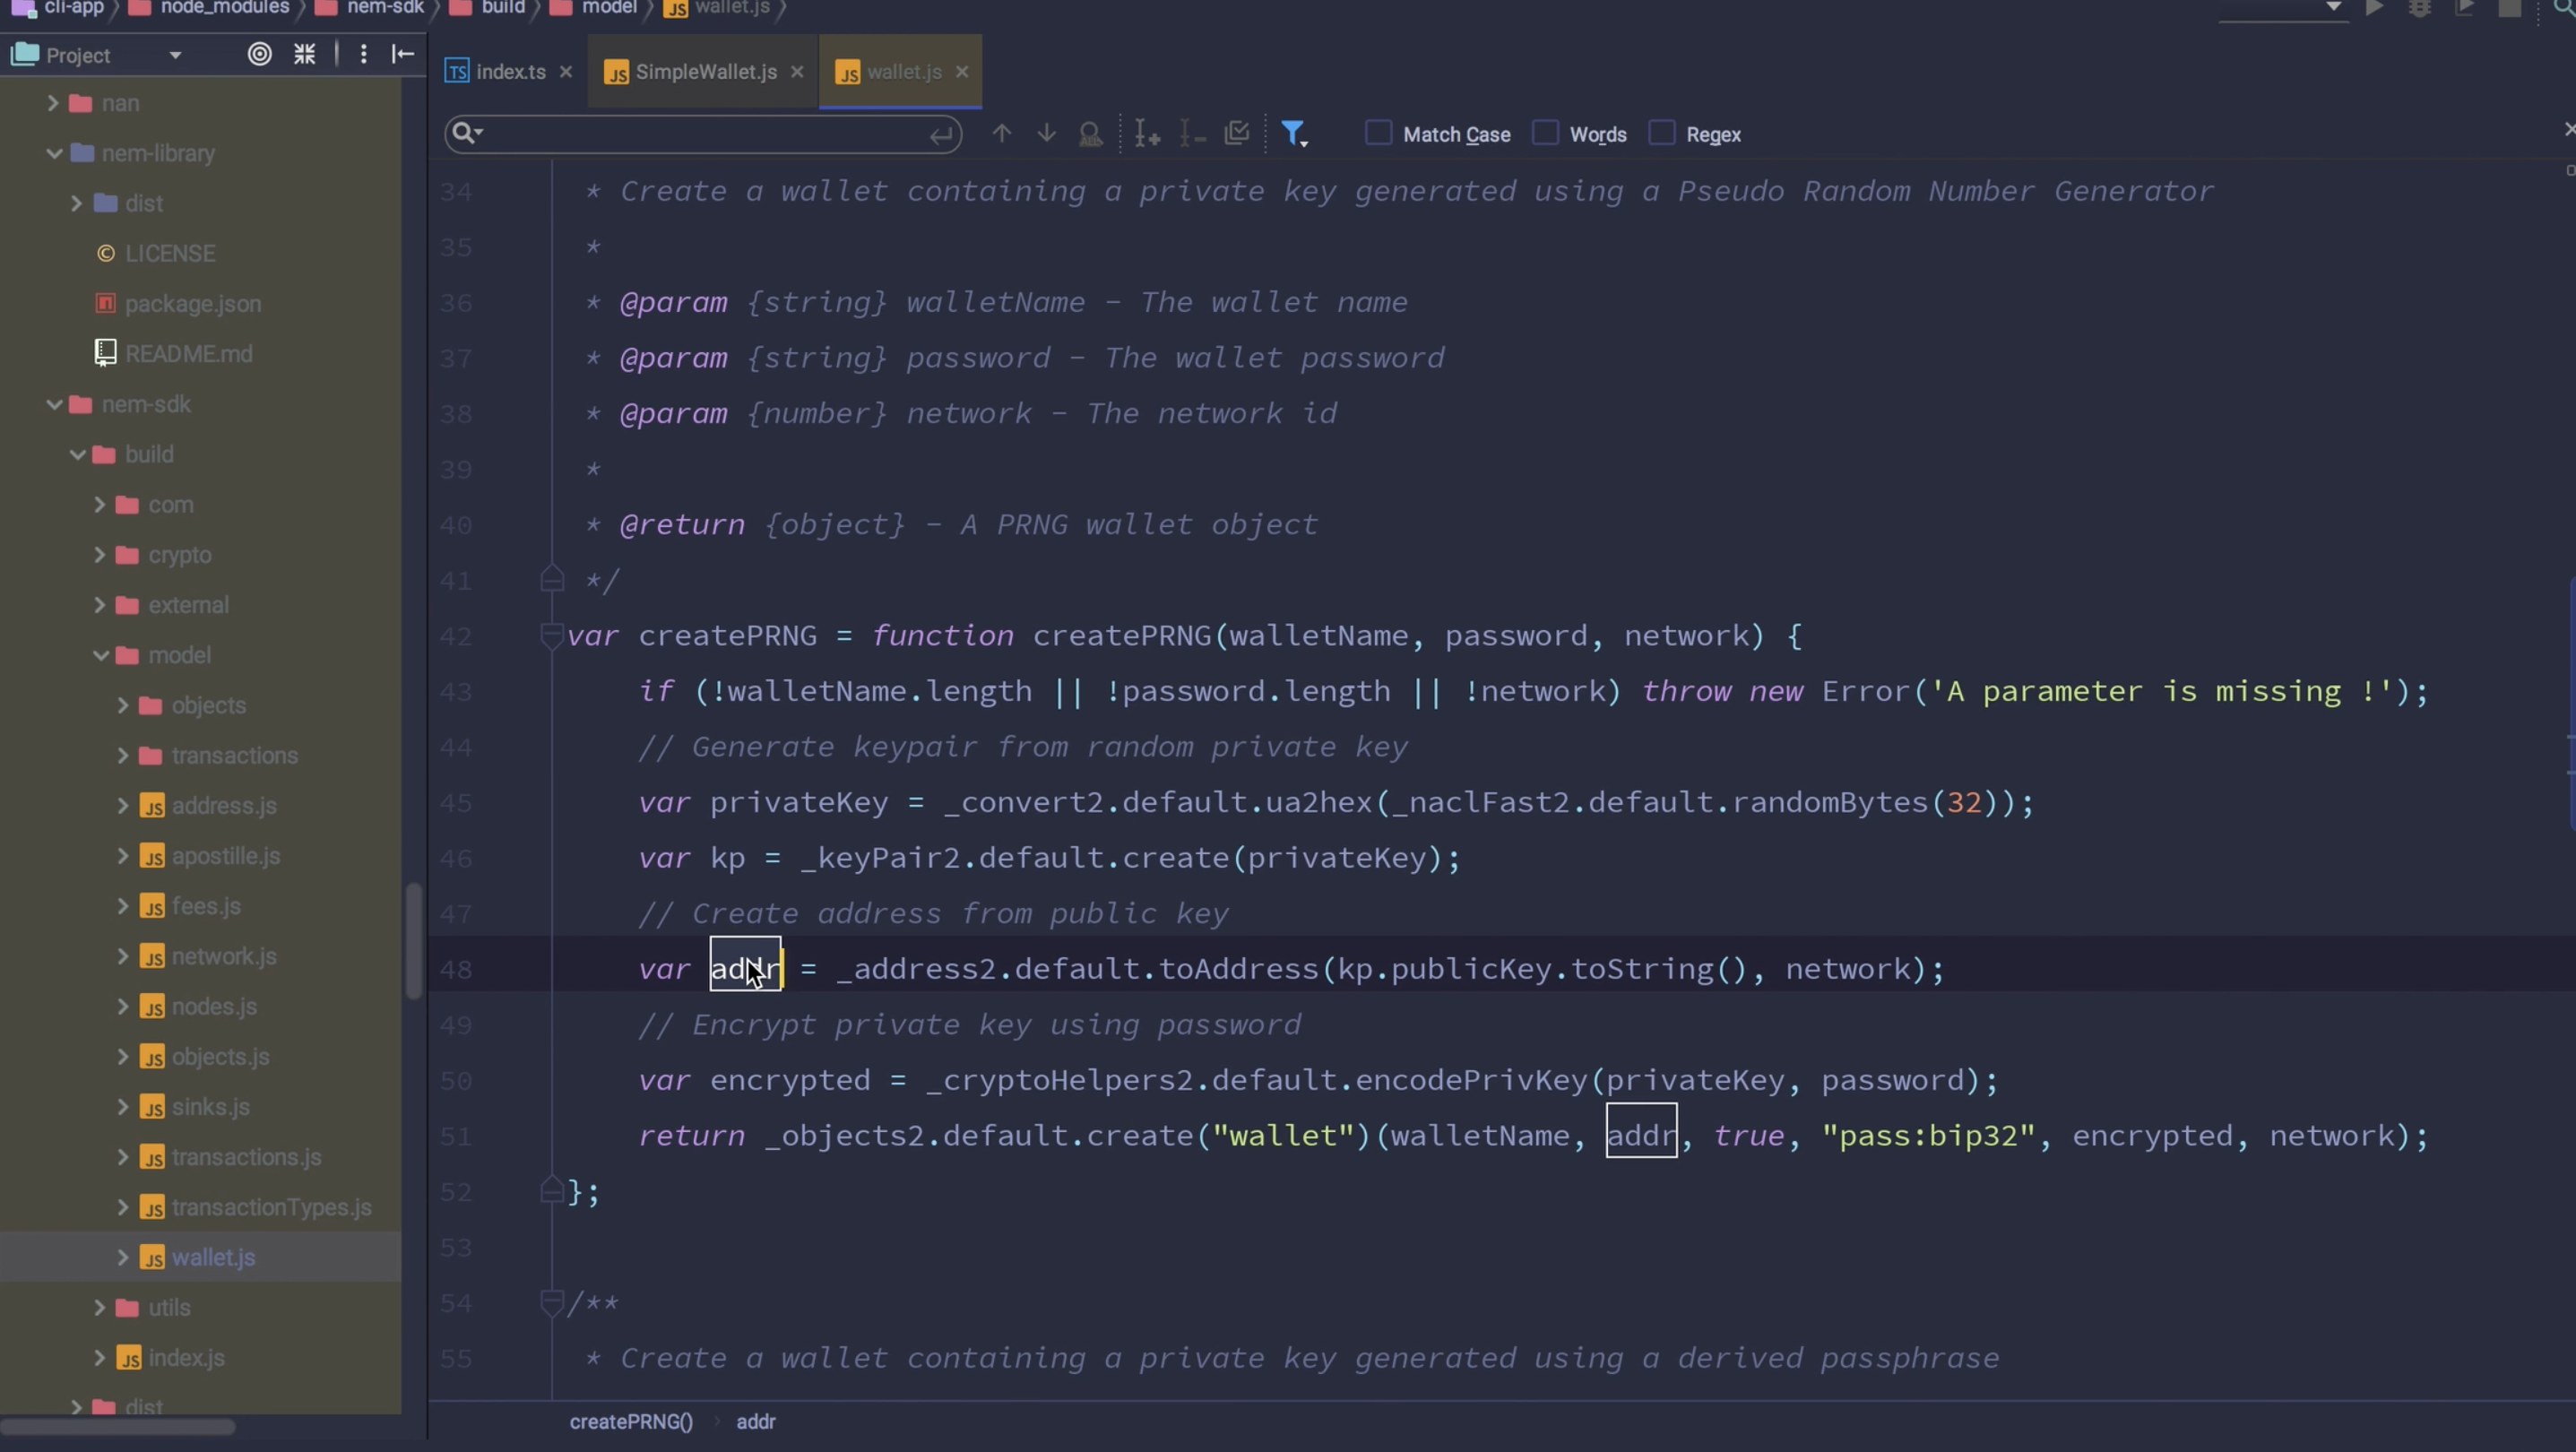 cli-app node_modules nem-sdk build model wallet.js
Project
nan
nem-library
dist
LICENSE
package.json
README.md
nem-sdk
build
com
crypto
external
model
objects
transactions
address.js
apostille.js
fees.js
network.js
nodes.js
objects.js
sinks.js
transactions.js
transactionTypes.js
wallet.js
utils
index.js
dist
TS index.ts JS SimpleWallet.js JS wallet.js
Match Case Words Regex
34 * Create a wallet containing a private key generated using a Pseudo Random Number Generator
35 *
36 * @param {string} walletName - The wallet name
37 * @param {string} password - The wallet password
38 * @param {number} network - The network id
39 *
40 * @return {object} - A PRNG wallet object
41 */
42 var createPRNG = function createPRNG(walletName, password, network) {
43 if (!walletName.length || !password.length || !network) throw new Error('A parameter is missing !');
44 // Generate keypair from random private key
45 var privateKey = _convert2.default.ua2hex(_naclFast2.default.randomBytes(32));
46 var kp = _keyPair2.default.create(privateKey);
47 // Create address from public key
48 var addr = _address2.default.toAddress(kp.publicKey.toString(), network);
49 // Encrypt private key using password
50 var encrypted = _cryptoHelpers2.default.encodePrivKey(privateKey, password);
51 return _objects2.default.create("wallet")(walletName, addr, true, "pass:bip32", encrypted, network);
52 };
53
54 /**
55 * Create a wallet containing a private key generated using a derived passphrase
createPRNG() addr